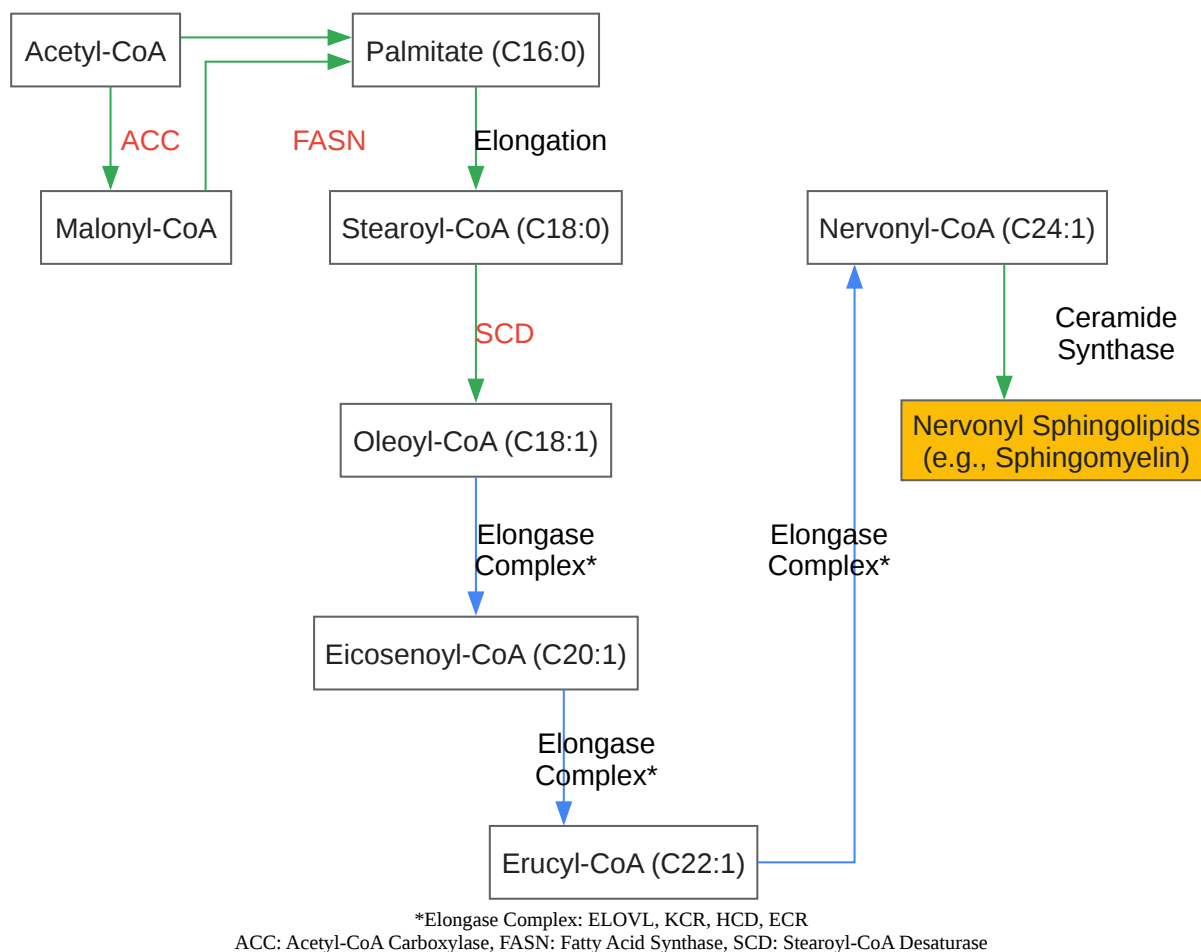 Acetyl-CoA
Palmitate (C16:0)
ACC
FASN
Elongation
Malonyl-CoA
Stearoyl-CoA (C18:0)
Nervonyl-CoA (C24:1)
SCD
Ceramide
Synthase
Oleoyl-CoA (C18:1)
Nervonyl Sphingolipids
(e.g., Sphingomyelin)
Elongase
Complex*
Elongase
Complex*
Eicosenoyl-CoA (C20:1)
Elongase
Complex*
Erucyl-CoA (C22:1)
*Elongase Complex: ELOVL, KCR, HCD, ECR
ACC: Acetyl-CoA Carboxylase, FASN: Fatty Acid Synthase, SCD: Stearoyl-CoA Desaturase